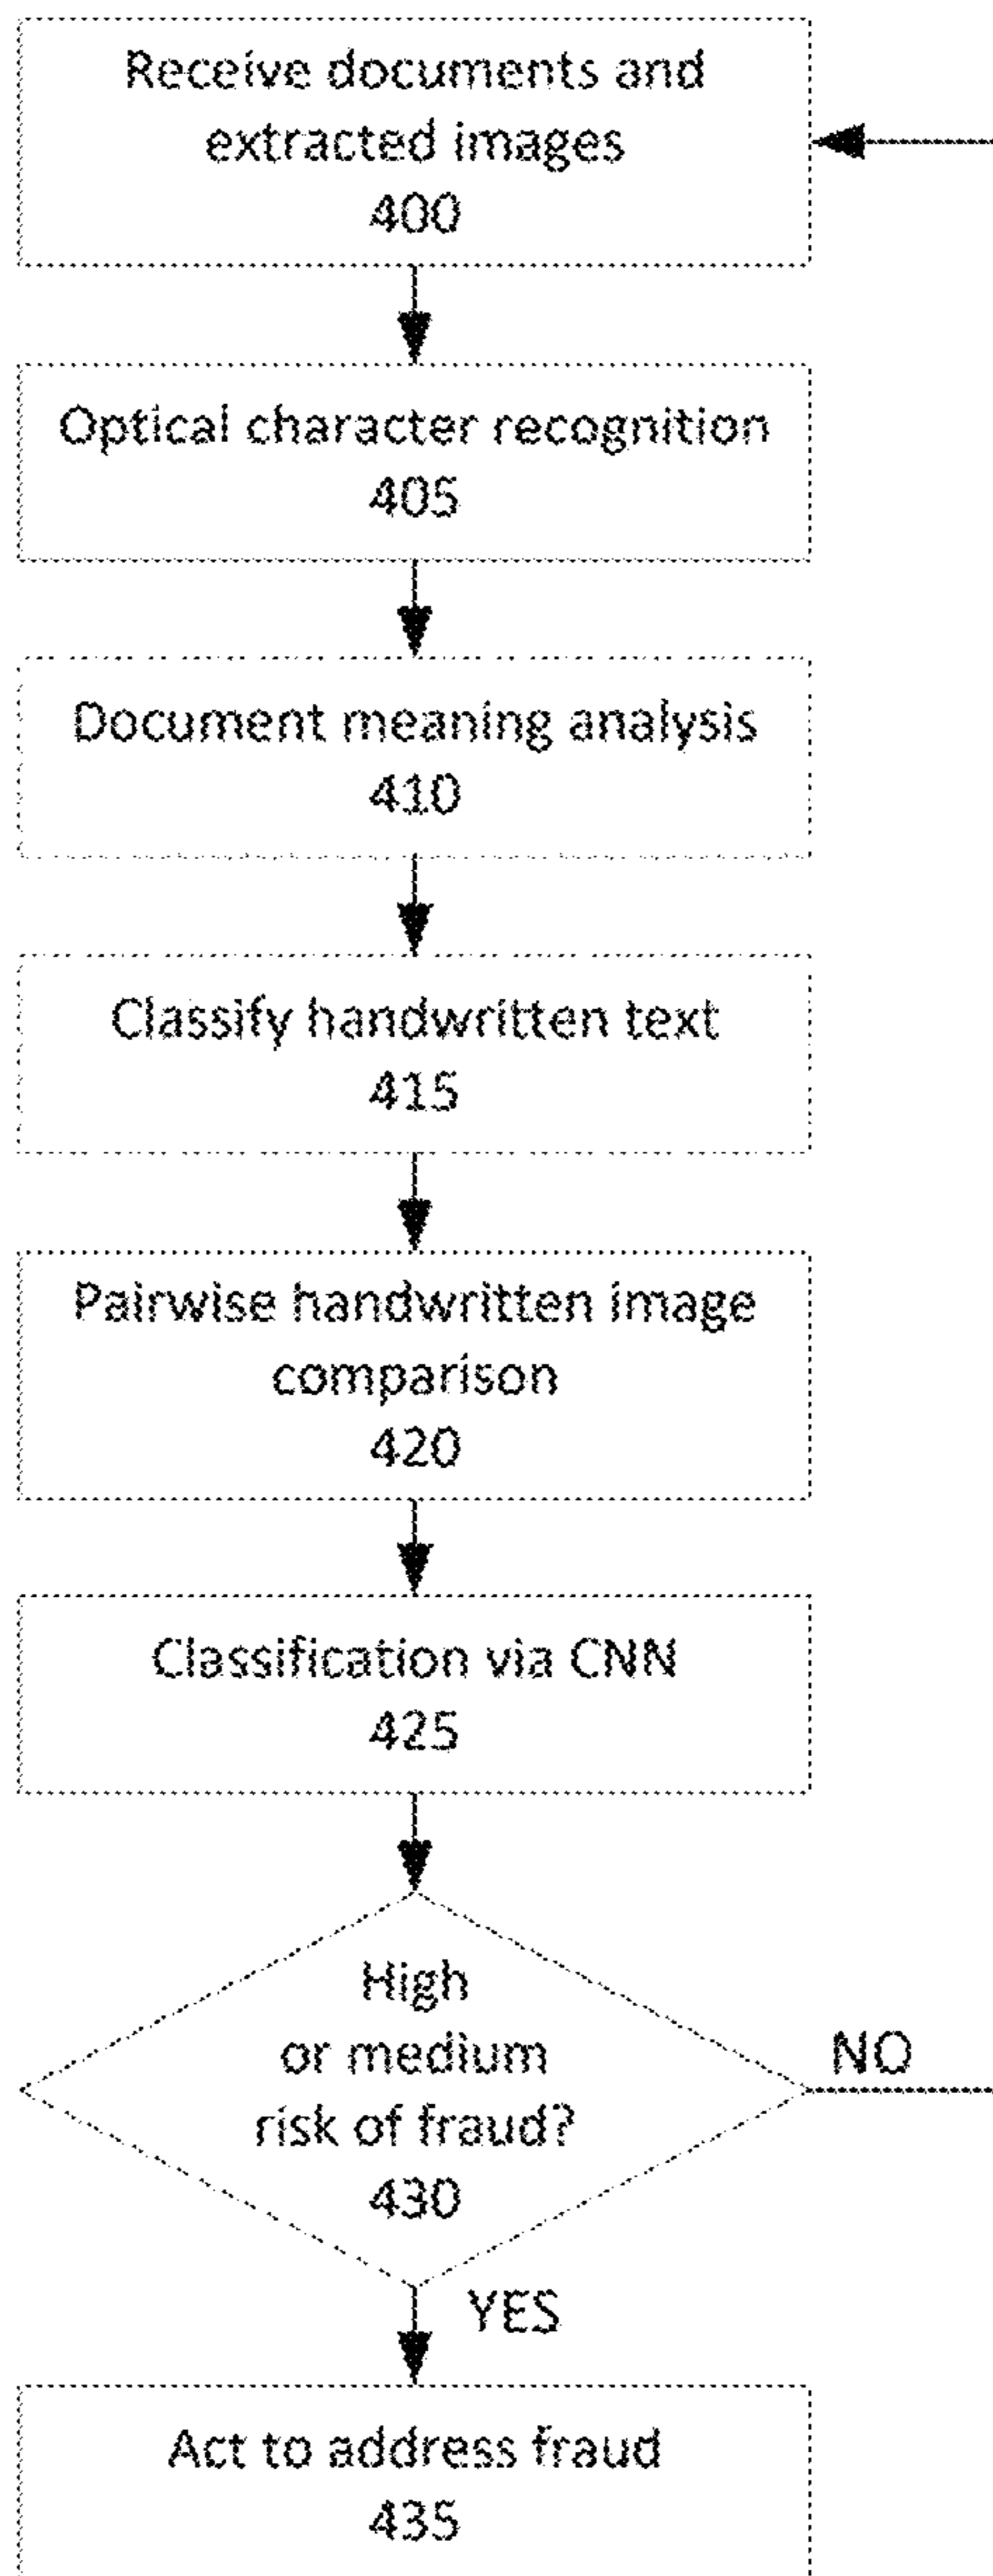 Receive documents and
extracted images
400
Optical character recognition
405
Document meaning analysis
410
Classify handwritten text
415
Pairwise handwritten image
comparison
420
Classification via CNN
425
High
or medium
risk of fraud?
430
NO
YES
Act to address fraud
435